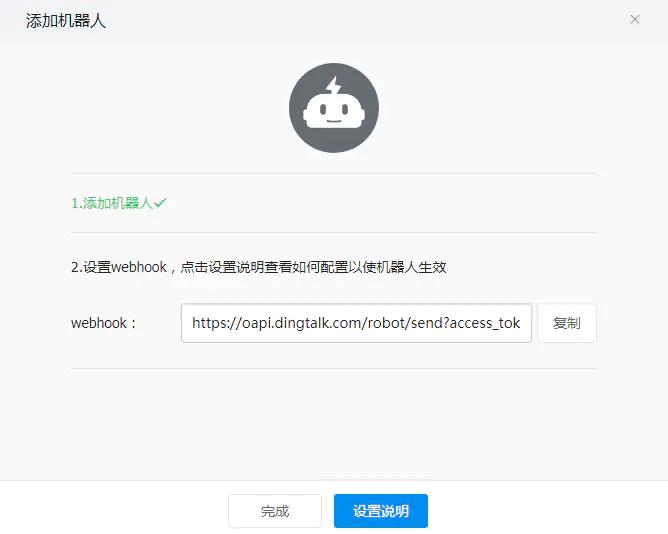 添加机器人
1.添加机器人
2.设置webhook，点击设置说明查看如何配置以使机器人生效
webhook： https://oapi.dingtalk.com/robot/send?access_tok 复制
完成 设置说明